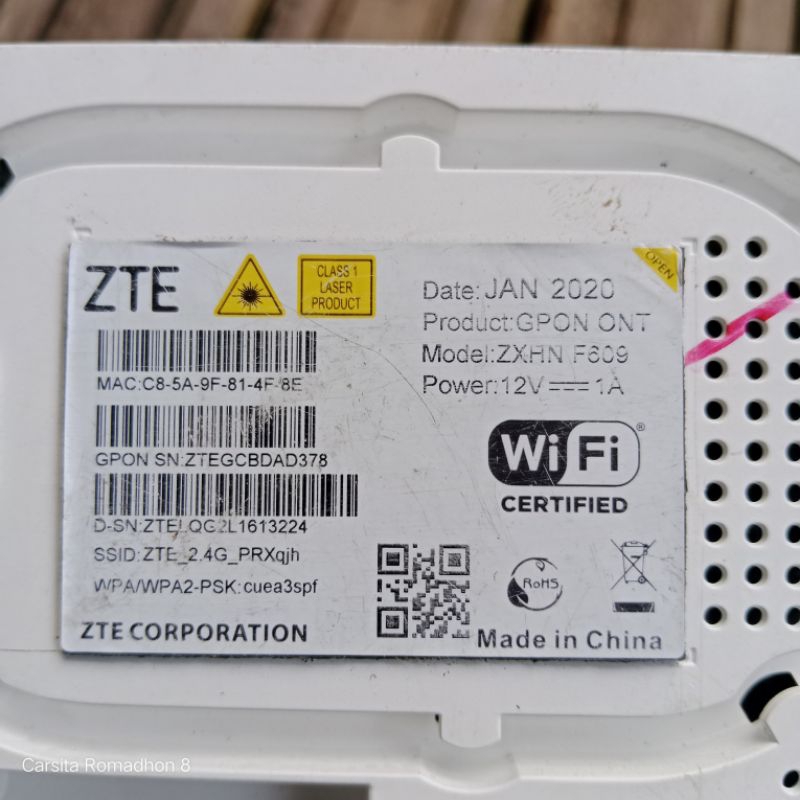 ZTE
CLASS 1
LASER
PRODUCT
OPEN
Date:JAN 2020
Product:GPON ONT
Model:ZXHN F609
Power:12V⎓1A
MAC:C8-5A-9F-81-4F-8E
GPON SN:ZTEGCBDAD378
SSID:ZTE_2.4G_PRXqjh
WPA/WPA2-PSK:cuea3spf
ZTE CORPORATION
WiFi®
CERTIFIED
RoHS
Made in China
Carsita Romadhon 8